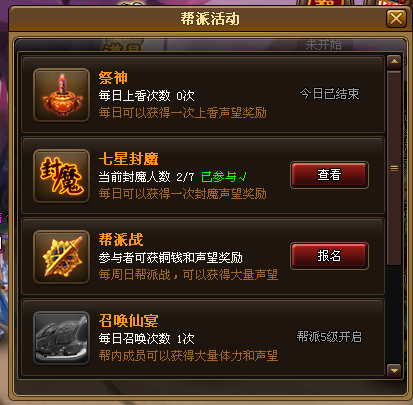 帮派活动
未开始
祭神
每日上香次数 0次
每日可以获得一次上香声望奖励
今日已结束
封魔
七星封魔
当前封魔人数 2/7 已参与√
每日可以获得一次封魔声望奖励
查看
帮派战
参与者可获铜钱和声望奖励
每周日帮派战，可以获得大量声望
报名
召唤仙宴
每日召唤次数 1次
帮内成员可以获得大量体力和声望
帮派5级开启